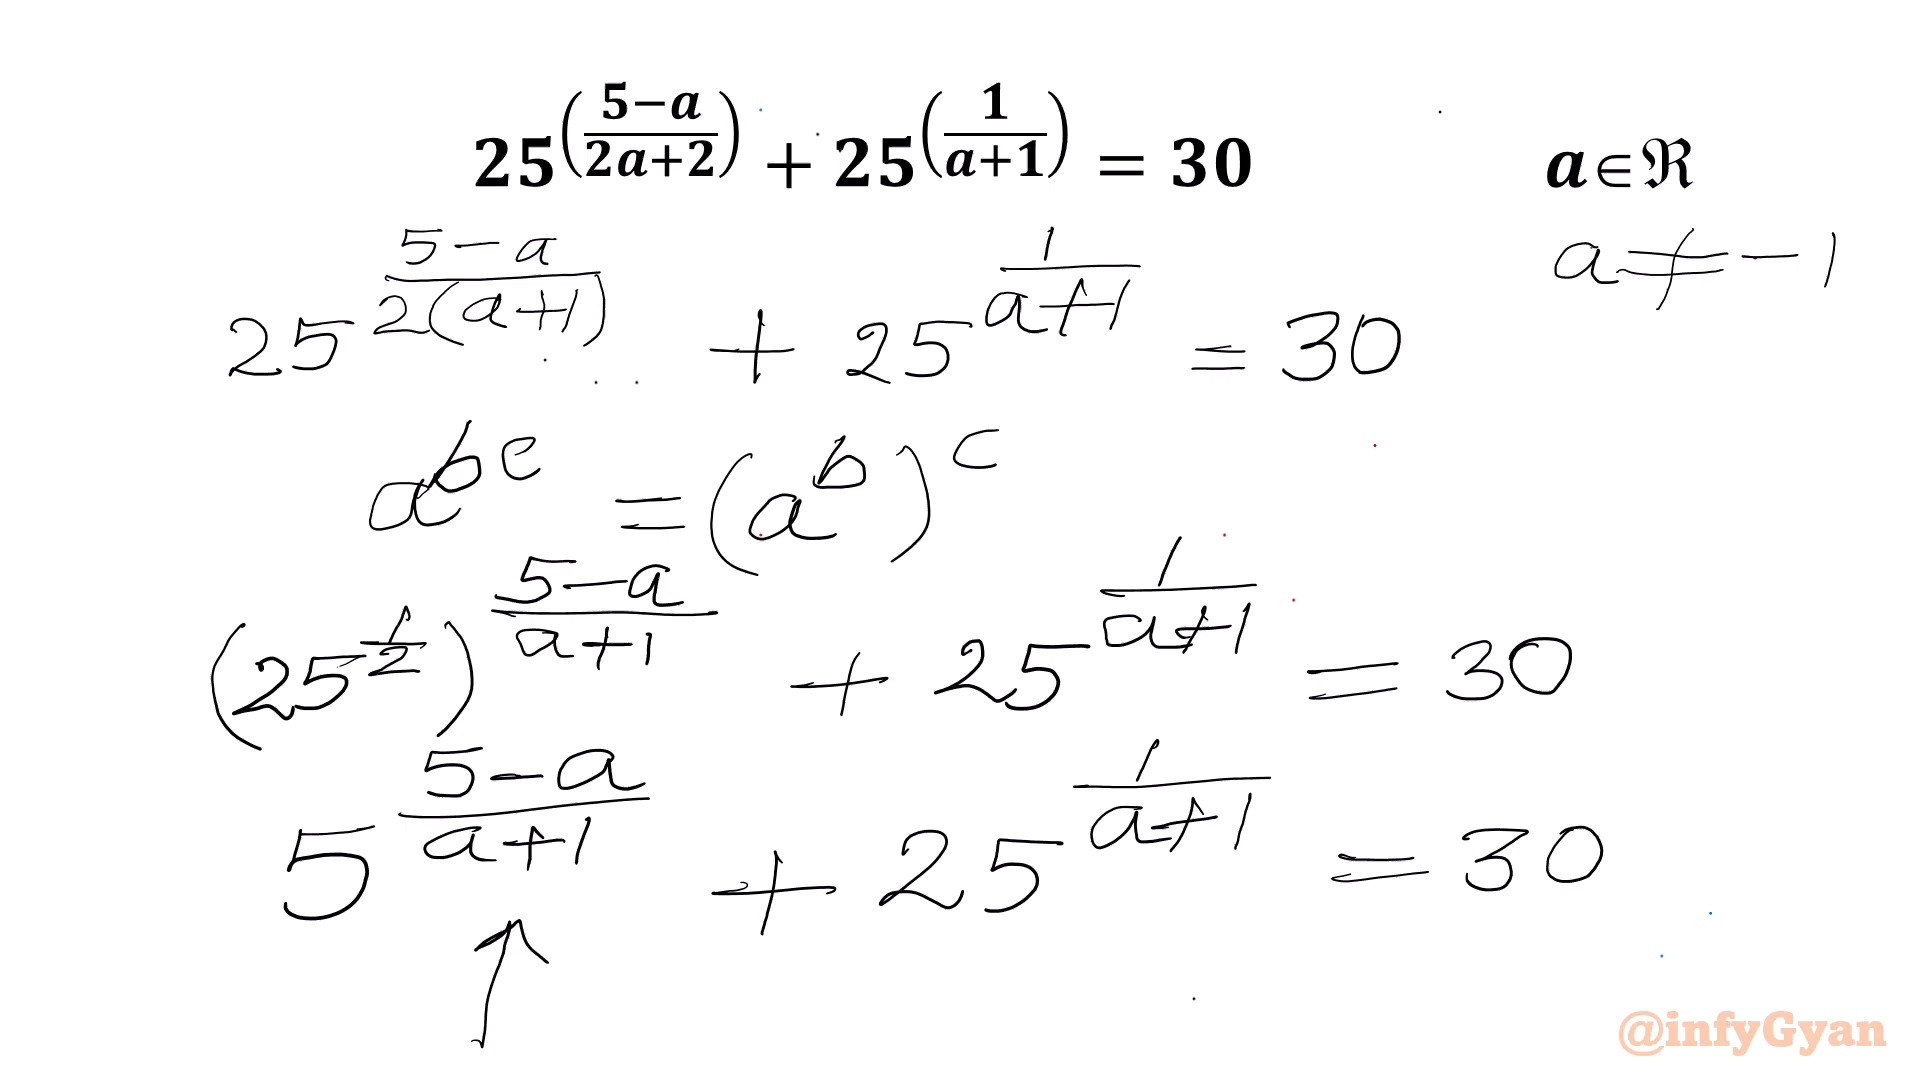 25^((5−a)/(2a+2)) + 25^(1/(a+1)) = 30 a∈ℜ
25^((5−a)/(2(a+1))) + 25^(1/(a+1)) = 30 a ≠ −1
a^(bc) = (a^b)^c
(25^(1/2))^((5−a)/(a+1)) + 25^(1/(a+1)) = 30
5^((5−a)/(a+1)) + 25^(1/(a+1)) = 30
↑
@infyGyan